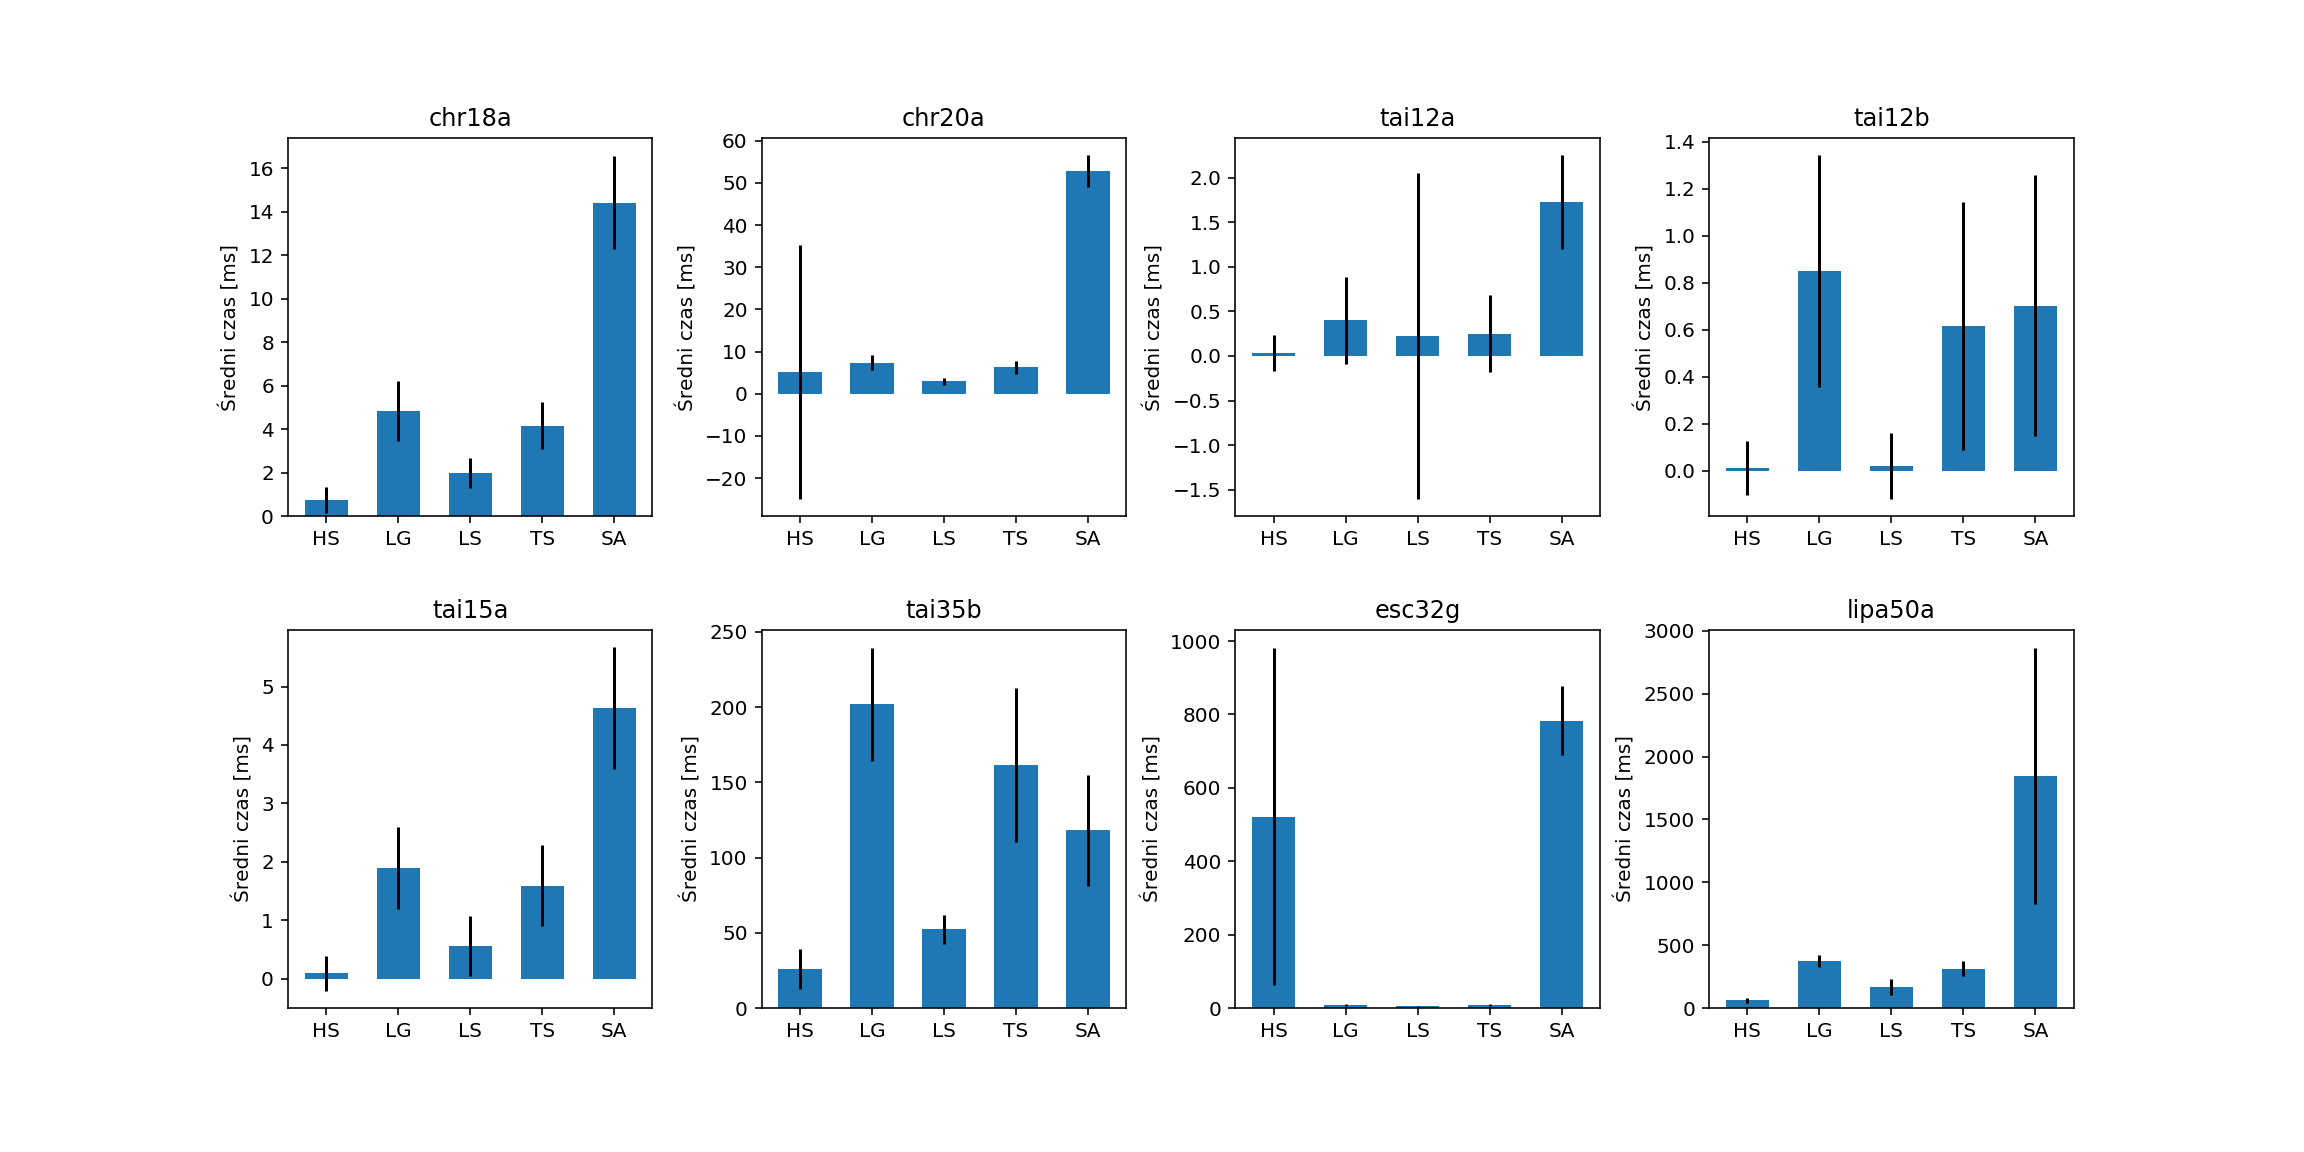 chr18a
Średni czas [ms]
16
14
12
10
8
6
4
2
0
HS LG LS TS SA
chr20a
Średni czas [ms]
60
50
40
30
20
10
0
−10
−20
HS LG LS TS SA
tai12a
Średni czas [ms]
2.0
1.5
1.0
0.5
0.0
−0.5
−1.0
−1.5
HS LG LS TS SA
tai12b
Średni czas [ms]
1.4
1.2
1.0
0.8
0.6
0.4
0.2
0.0
HS LG LS TS SA
tai15a
Średni czas [ms]
5
4
3
2
1
0
HS LG LS TS SA
tai35b
Średni czas [ms]
250
200
150
100
50
0
HS LG LS TS SA
esc32g
Średni czas [ms]
1000
800
600
400
200
0
HS LG LS TS SA
lipa50a
Średni czas [ms]
3000
2500
2000
1500
1000
500
0
HS LG LS TS SA